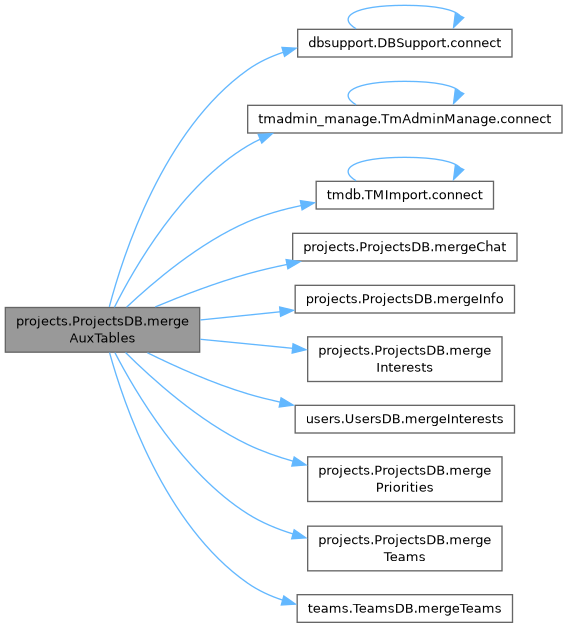 dbsupport.DBSupport.connect
tmadmin_manage.TmAdminManage.connect
tmdb.TMImport.connect
projects.ProjectsDB.mergeChat
projects.ProjectsDB.mergeInfo
projects.ProjectsDB.merge
AuxTables
projects.ProjectsDB.merge
Interests
users.UsersDB.mergeInterests
projects.ProjectsDB.merge
Priorities
projects.ProjectsDB.merge
Teams
teams.TeamsDB.mergeTeams